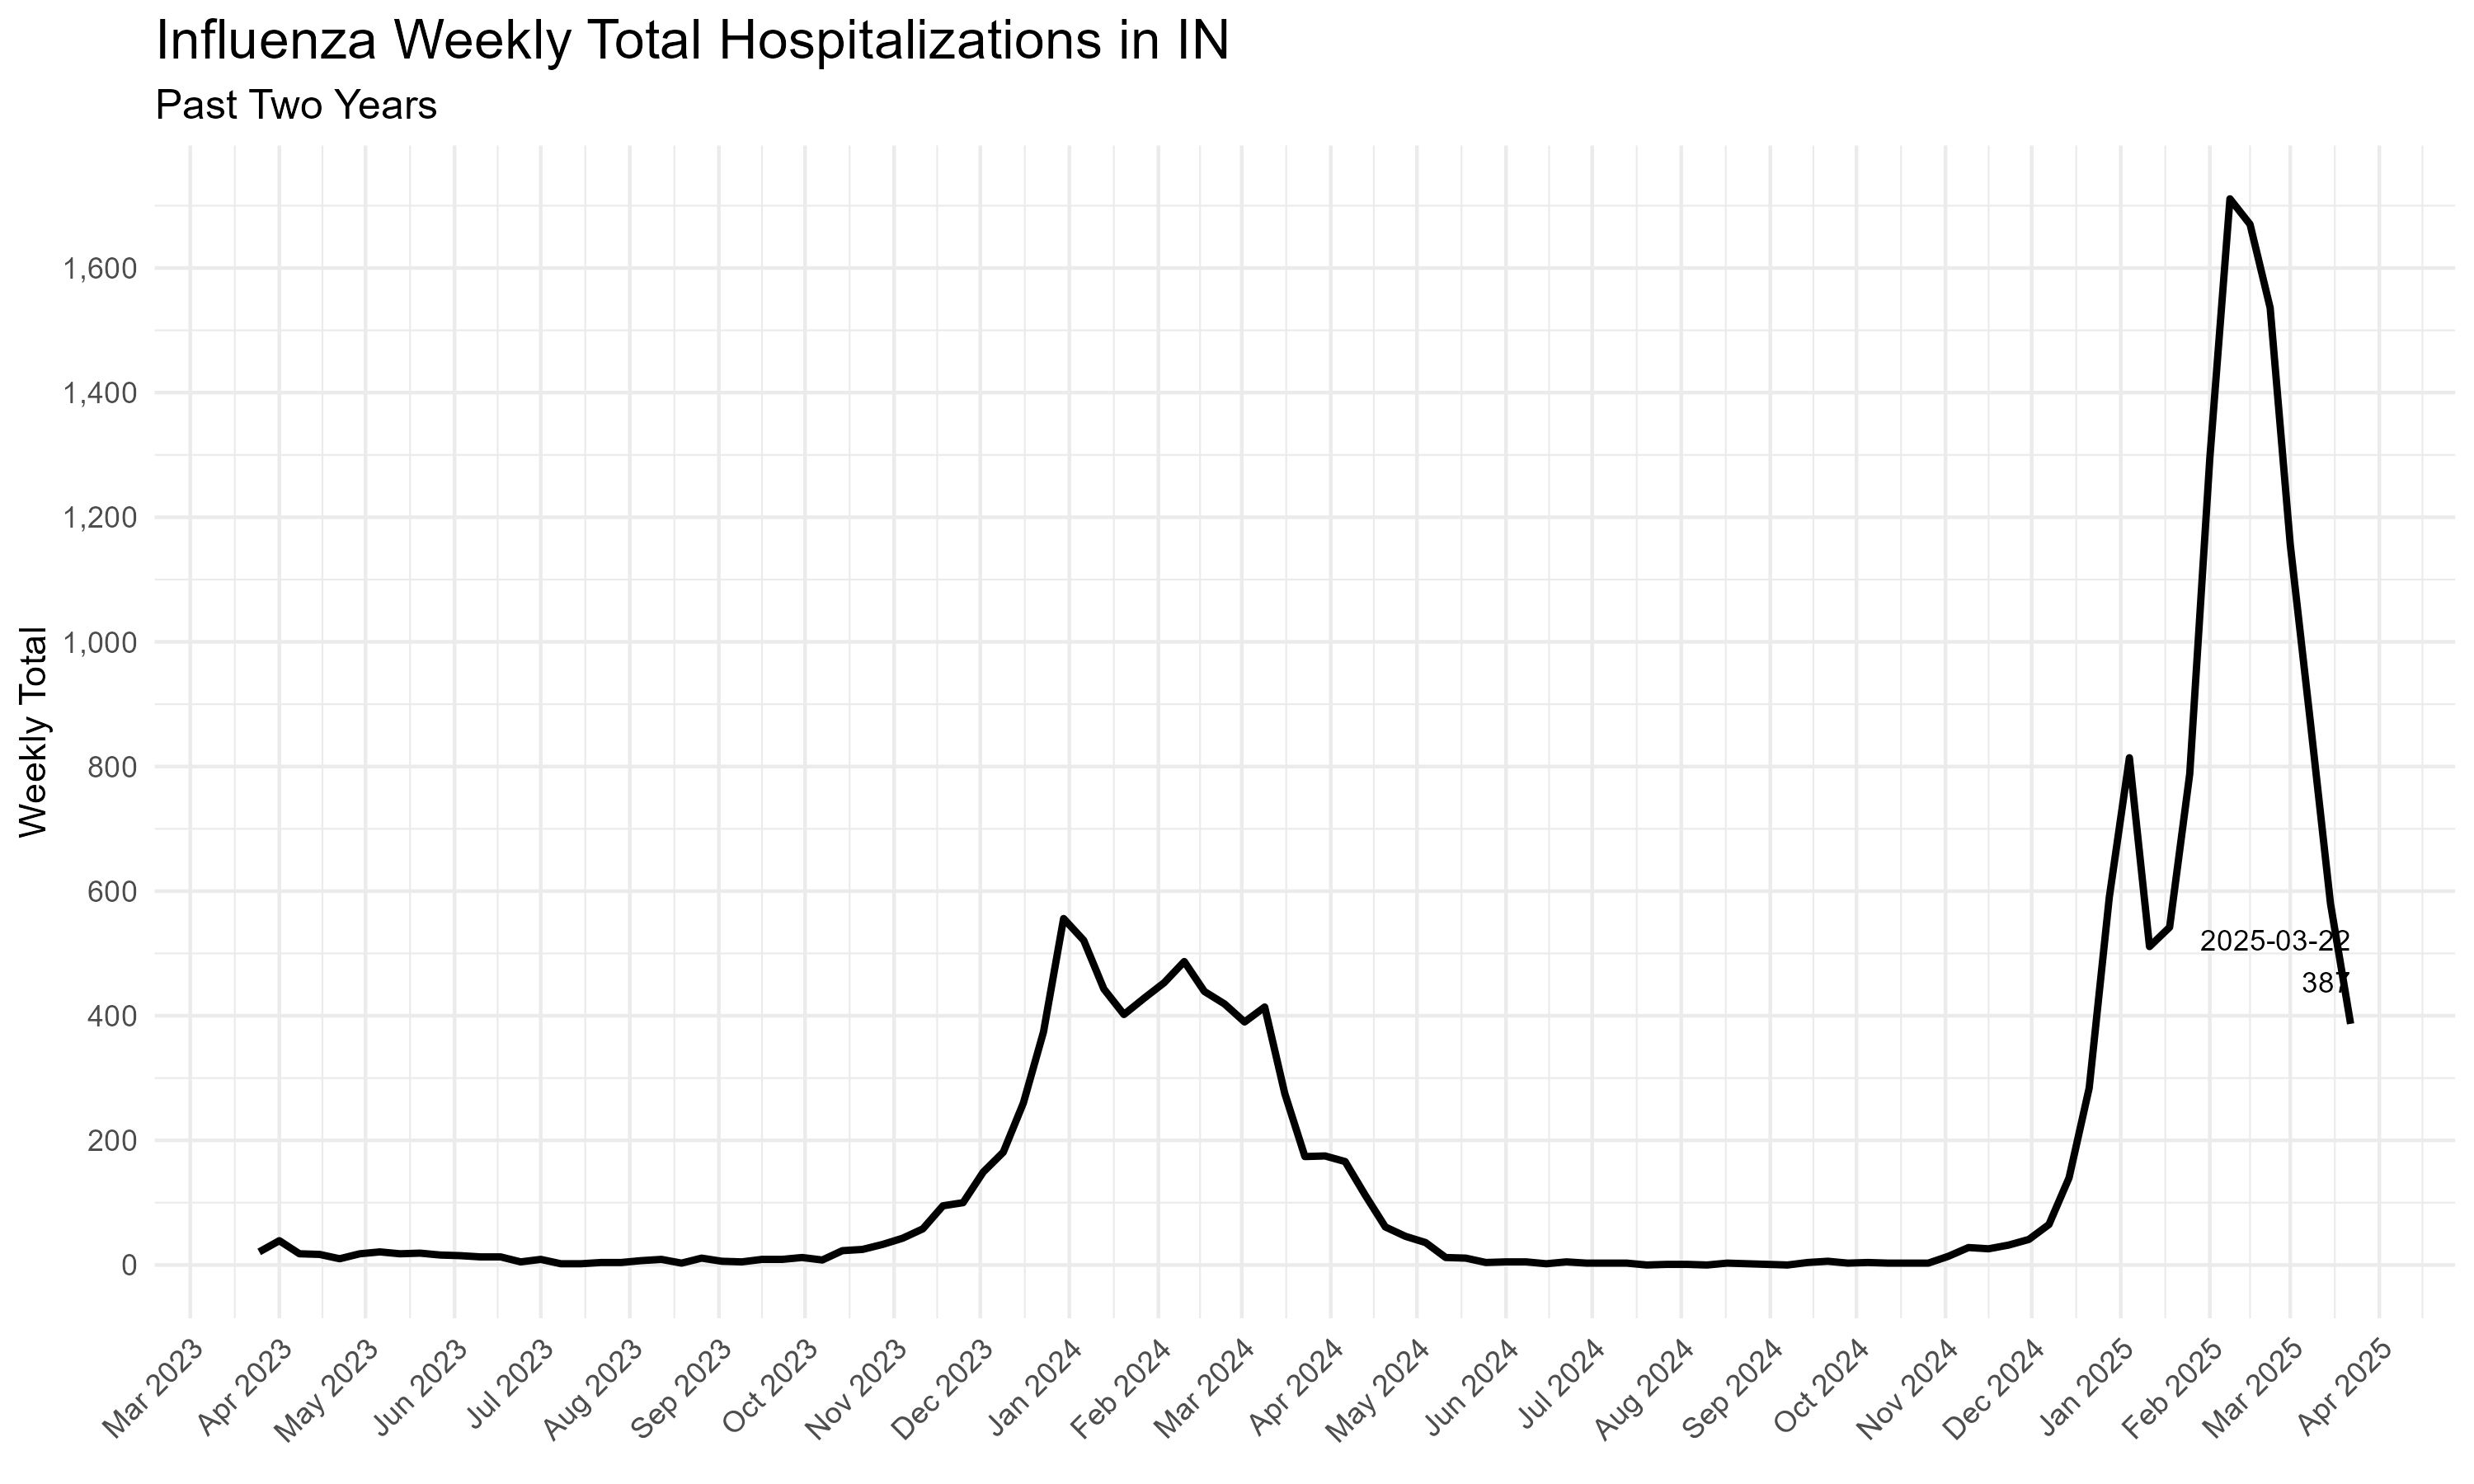 Influenza Weekly Total Hospitalizations in IN
Past Two Years
Weekly Total
1,600
1,400
1,200
1,000
800
600
400
200
0
2025-03-22
387
Mar 2023
Apr 2023
May 2023
Jun 2023
Jul 2023
Aug 2023
Sep 2023
Oct 2023
Nov 2023
Dec 2023
Jan 2024
Feb 2024
Mar 2024
Apr 2024
May 2024
Jun 2024
Jul 2024
Aug 2024
Sep 2024
Oct 2024
Nov 2024
Dec 2024
Jan 2025
Feb 2025
Mar 2025
Apr 2025